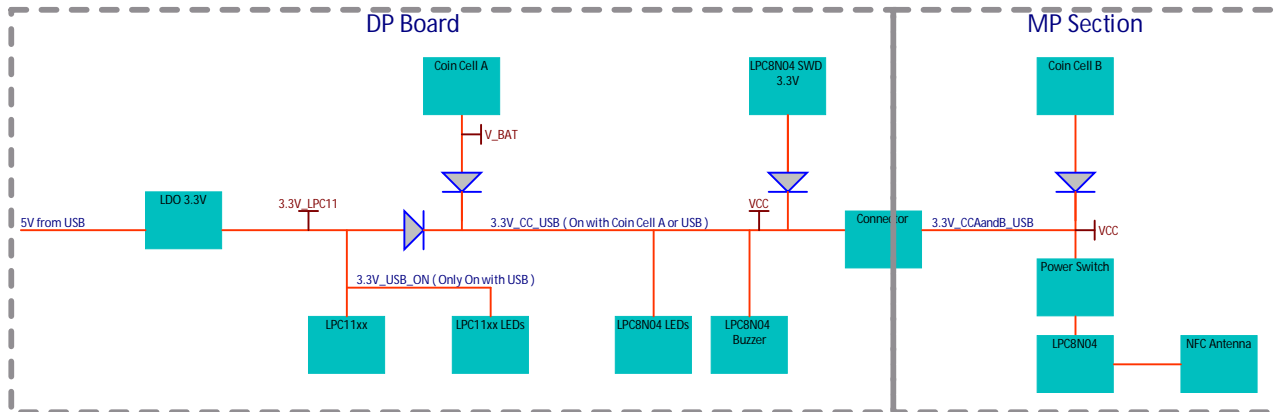 DP Board
MP Section
Coin Cell A
LPC8N04 SWD
3.3V
Coin Cell B
V_BAT
LDO 3.3V
3.3V_LPC11
VCC
5V from USB
3.3V_CC_USB ( On with Coin Cell A or USB )
Connector
3.3V_CCAandB_USB
VCC
3.3V_USB_ON ( Only On with USB )
Power Switch
LPC11xx
LPC11xx LEDs
LPC8N04 LEDs
LPC8N04
Buzzer
LPC8N04
NFC Antenna